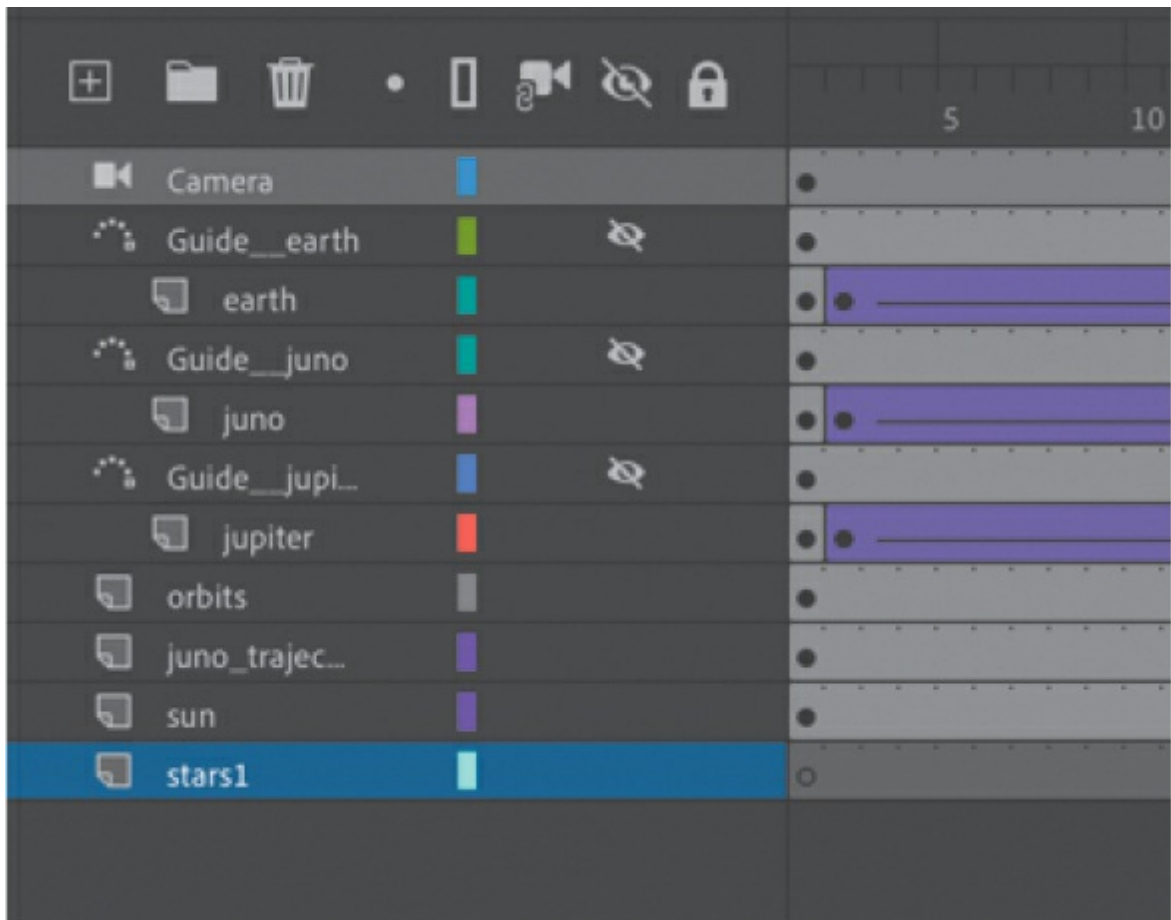 5 10
Camera
Guide__earth
earth
Guide__juno
juno
Guide__jupi...
jupiter
orbits
juno_trajec...
sun
stars1